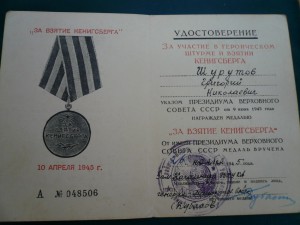 "ЗА ВЗЯТИЕ КЕНИГСБЕРГА"
10 АПРЕЛЯ 1945 г.
А № 048506
УДОСТОВЕРЕНИЕ
ЗА УЧАСТИЕ В ГЕРОИЧЕСКОМ
ШТУРМЕ И ВЗЯТИИ
КЕНИГСБЕРГА
Шурутов
Григорий
Николаевич
УКАЗОМ ПРЕЗИДИУМА ВЕРХОВНОГО
СОВЕТА СССР от 9 июня 1945 года
НАГРАЖДЕН МЕДАЛЬЮ
"ЗА ВЗЯТИЕ КЕНИГСБЕРГА"
От имени ПРЕЗИДИУМА ВЕРХОВНОГО
СОВЕТА СССР МЕДАЛЬ ВРУЧЕНА